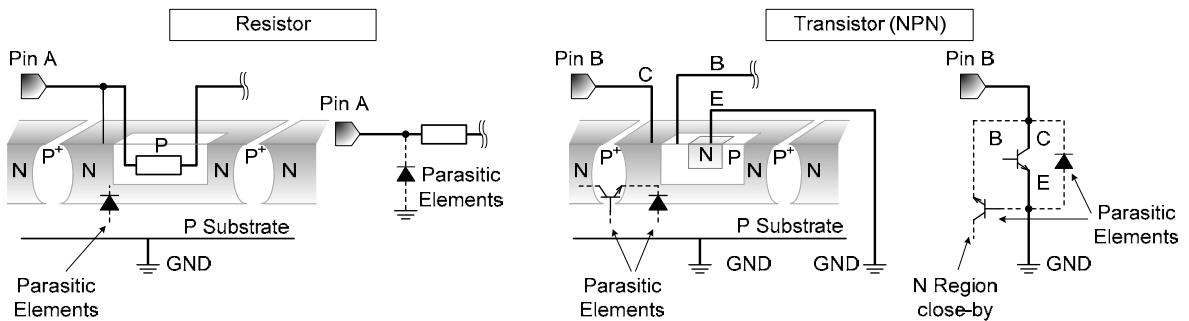 Resistor
Transistor (NPN)
Pin A
Pin A
N
P+
N
P
N
P+
N
Parasitic
Elements
P Substrate
GND
Parasitic
Elements
Pin B
C
B
E
N
P+
N
N
P
N
P+
N
P Substrate
GND
GND
Parasitic
Elements
Pin B
B
C
E
Parasitic
Elements
N Region
close-by